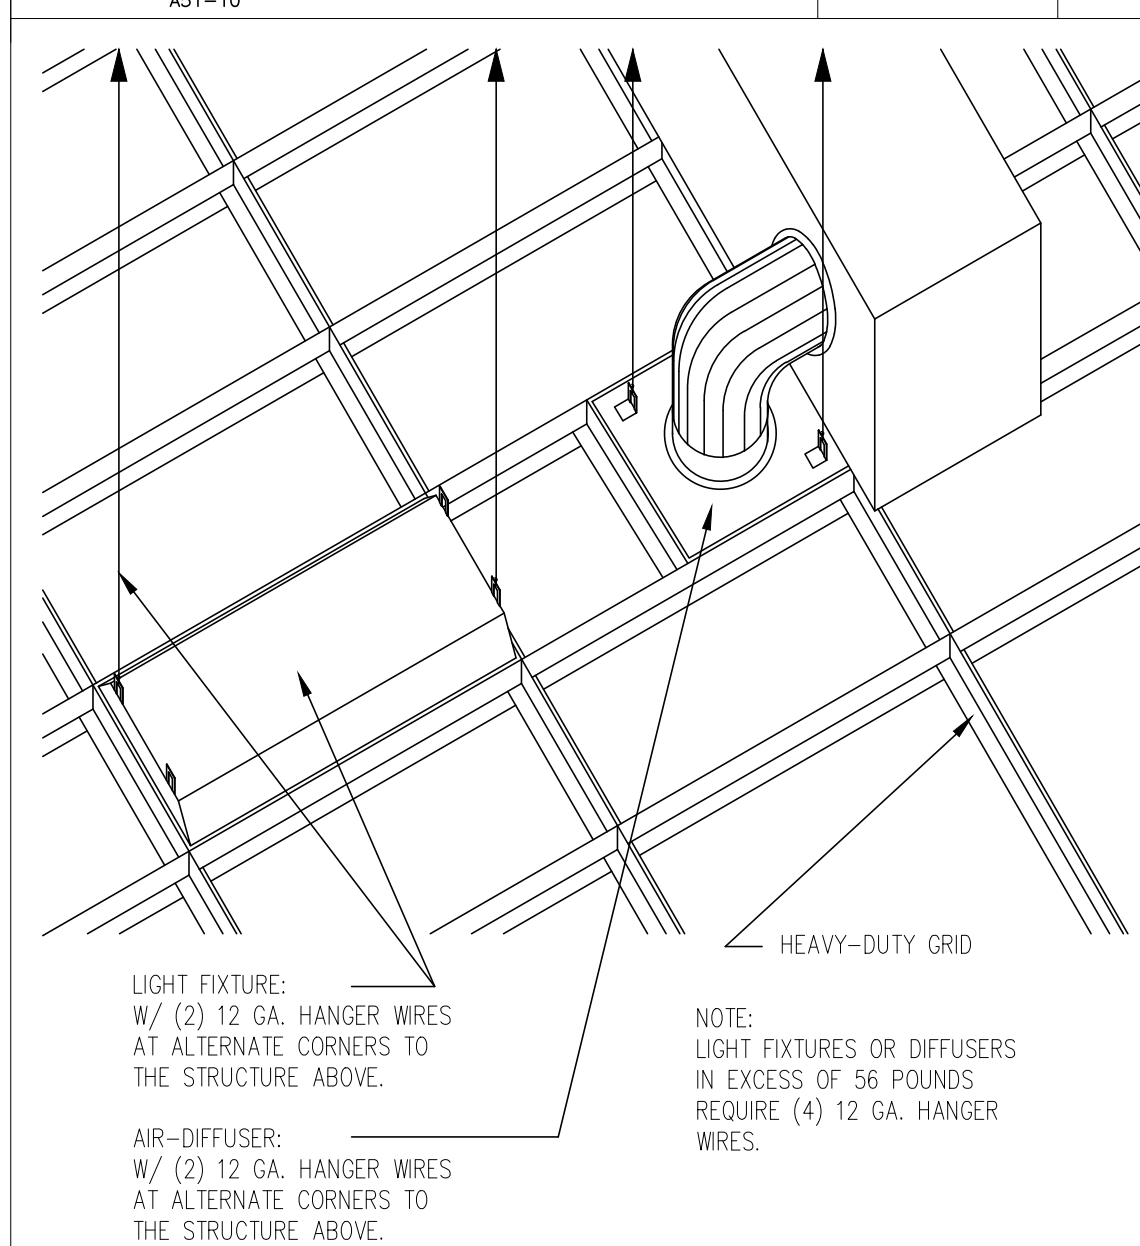 A51-10
HEAVY-DUTY GRID
LIGHT FIXTURE:
W/ (2) 12 GA. HANGER WIRES
AT ALTERNATE CORNERS TO
THE STRUCTURE ABOVE.
NOTE:
LIGHT FIXTURES OR DIFFUSERS
IN EXCESS OF 56 POUNDS
REQUIRE (4) 12 GA. HANGER
WIRES.
AIR-DIFFUSER:
W/ (2) 12 GA. HANGER WIRES
AT ALTERNATE CORNERS TO
THE STRUCTURE ABOVE.